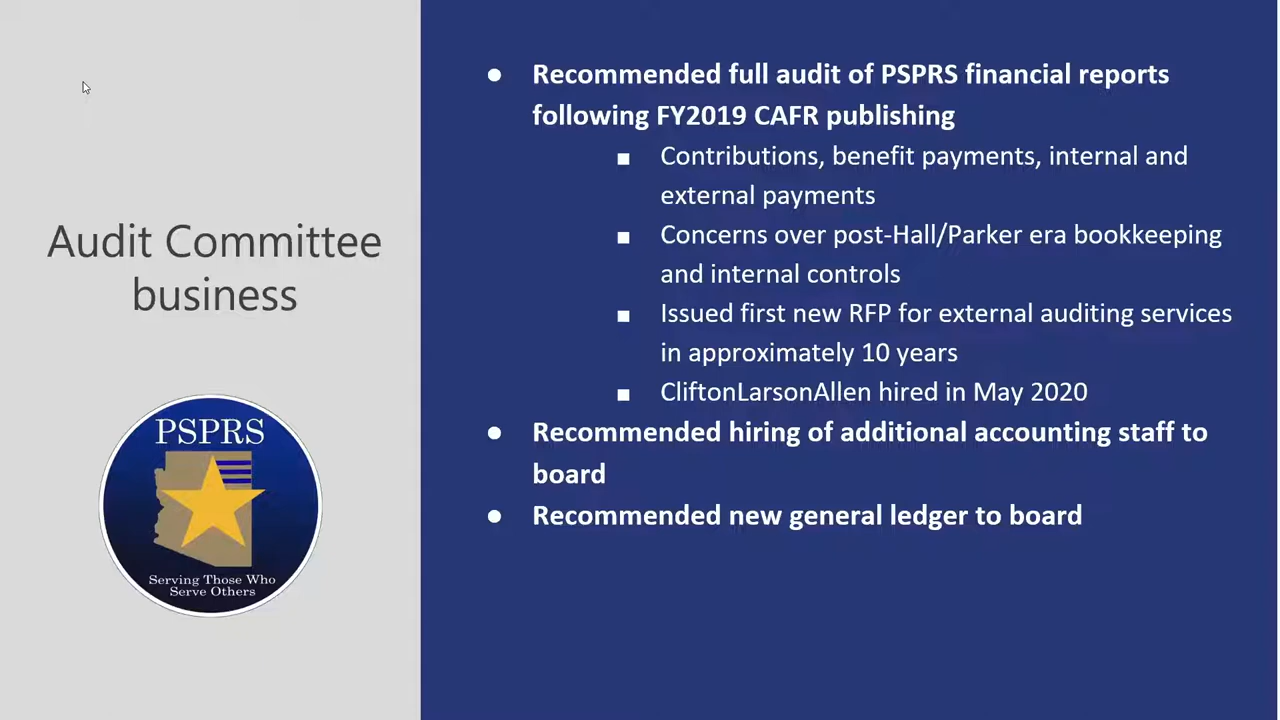 Audit Committee
business
PSPRS
Serving Those Who
Serve Others
● Recommended full audit of PSPRS financial reports
following FY2019 CAFR publishing
■ Contributions, benefit payments, internal and
external payments
■ Concerns over post-Hall/Parker era bookkeeping
and internal controls
■ Issued first new RFP for external auditing services
in approximately 10 years
■ CliftonLarsonAllen hired in May 2020
● Recommended hiring of additional accounting staff to
board
● Recommended new general ledger to board